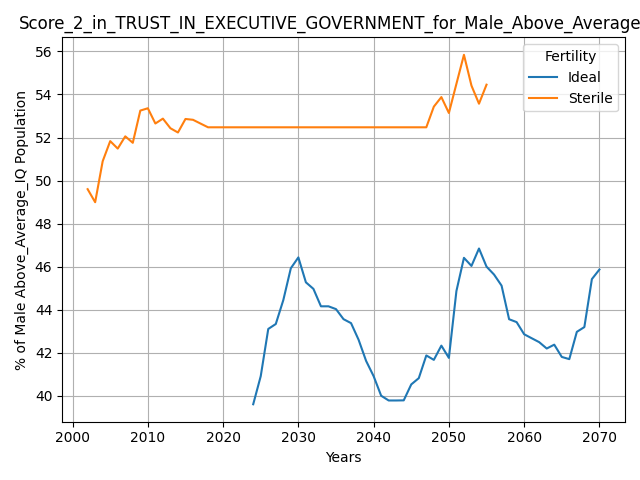 Score_2_in_TRUST_IN_EXECUTIVE_GOVERNMENT_for_Male_Above_Average
Fertility
Ideal
Sterile
% of Male Above_Average_IQ Population
56
54
52
50
48
46
44
42
40
2000 2010 2020 2030 2040 2050 2060 2070
Years